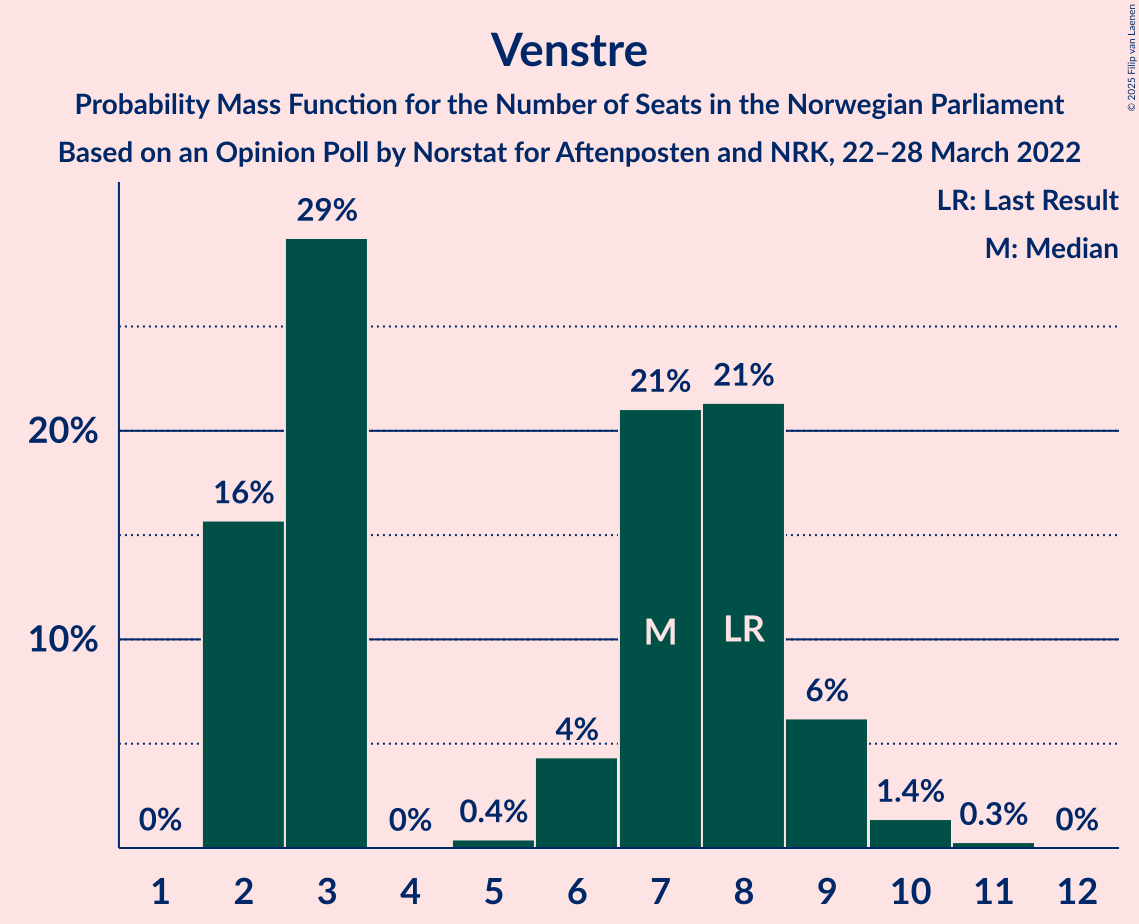 Venstre
Probability Mass Function for the Number of Seats in the Norwegian Parliament
Based on an Opinion Poll by Norstat for Aftenposten and NRK, 22–28 March 2022
© 2025 Filip van Laenen
LR: Last Result
M: Median
29%
21%
21%
20%
16%
M
LR
10%
6%
4%
1.4%
0%
0%
0.4%
0.3%
0%
1 2 3 4 5 6 7 8 9 10 11 12